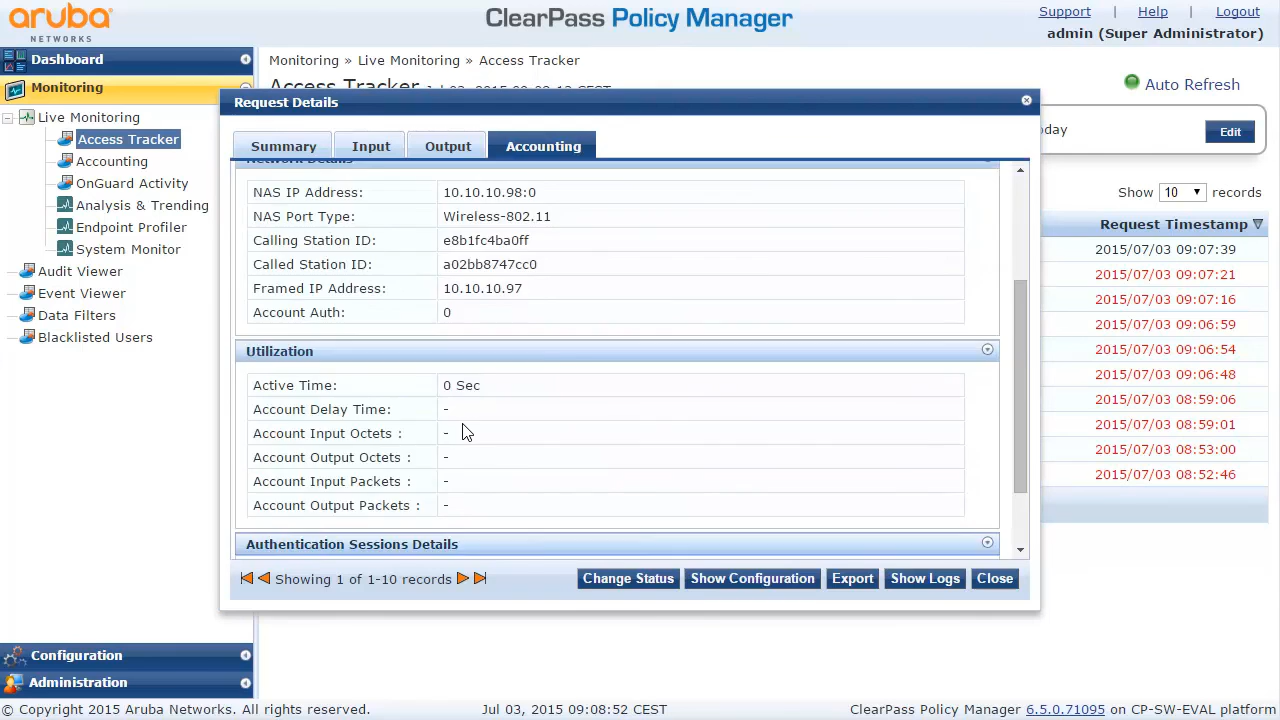 aruba
NETWORKS
ClearPass Policy Manager
Support | Help | Logout
admin (Super Administrator)
Dashboard
Monitoring
Live Monitoring
Access Tracker
Accounting
OnGuard Activity
Analysis & Trending
Endpoint Profiler
System Monitor
Audit Viewer
Event Viewer
Data Filters
Blacklisted Users
Configuration
Administration
Monitoring » Live Monitoring » Access Tracker
Auto Refresh
Request Details
Summary Input Output Accounting
Network Details
NAS IP Address: 10.10.10.98:0
NAS Port Type: Wireless-802.11
Calling Station ID: e8b1fc4ba0ff
Called Station ID: a02bb8747cc0
Framed IP Address: 10.10.10.97
Account Auth: 0
Utilization
Active Time: 0 Sec
Account Delay Time: -
Account Input Octets : -
Account Output Octets : -
Account Input Packets : -
Account Output Packets : -
Authentication Sessions Details
Showing 1 of 1-10 records
Change Status Show Configuration Export Show Logs Close
Edit
Show 10 records
Request Timestamp
2015/07/03 09:07:39
2015/07/03 09:07:21
2015/07/03 09:07:16
2015/07/03 09:06:59
2015/07/03 09:06:54
2015/07/03 09:06:48
2015/07/03 08:59:06
2015/07/03 08:59:01
2015/07/03 08:53:00
2015/07/03 08:52:46
© Copyright 2015 Aruba Networks. All rights reserved. Jul 03, 2015 09:08:52 CEST ClearPass Policy Manager 6.5.0.71095 on CP-SW-EVAL platform